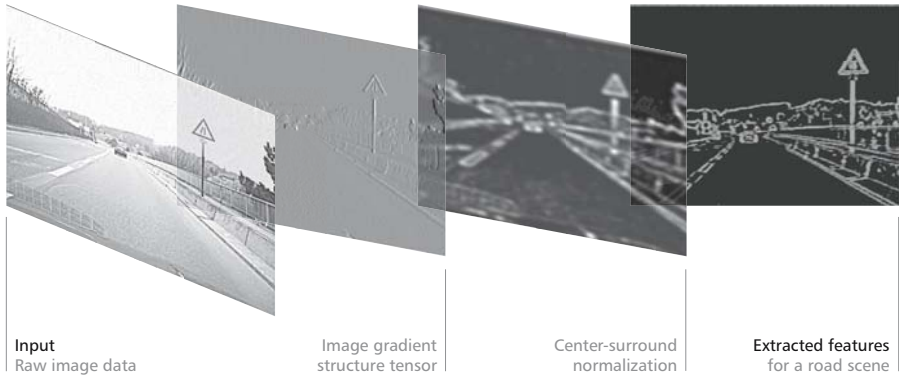 Input
Raw image data
Image gradient
structure tensor
Center-surround
normalization
Extracted features
for a road scene